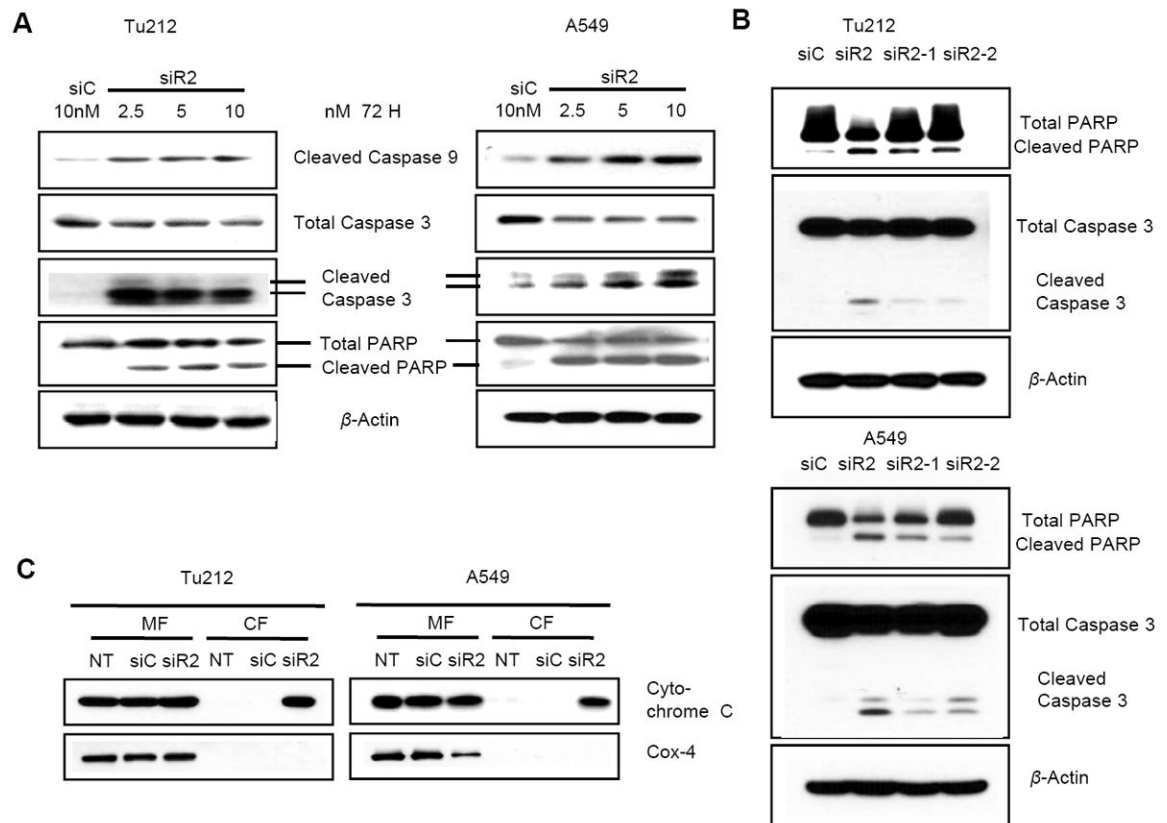 A
Tu212
A549
siC
siR2
siC
siR2
10nM 2.5 5 10
nM 72 H
10nM 2.5 5 10
Cleaved Caspase 9
Total Caspase 3
Cleaved
Caspase 3
Total PARP
Cleaved PARP
β-Actin
B
Tu212
siC siR2 siR2-1 siR2-2
Total PARP
Cleaved PARP
Total Caspase 3
Cleaved
Caspase 3
β-Actin
A549
siC siR2 siR2-1 siR2-2
Total PARP
Cleaved PARP
Total Caspase 3
Cleaved
Caspase 3
β-Actin
C
Tu212
A549
MF CF
MF CF
NT siC siR2 NT siC siR2
NT siC siR2 NT siC siR2
Cyto-
chrome C
Cox-4